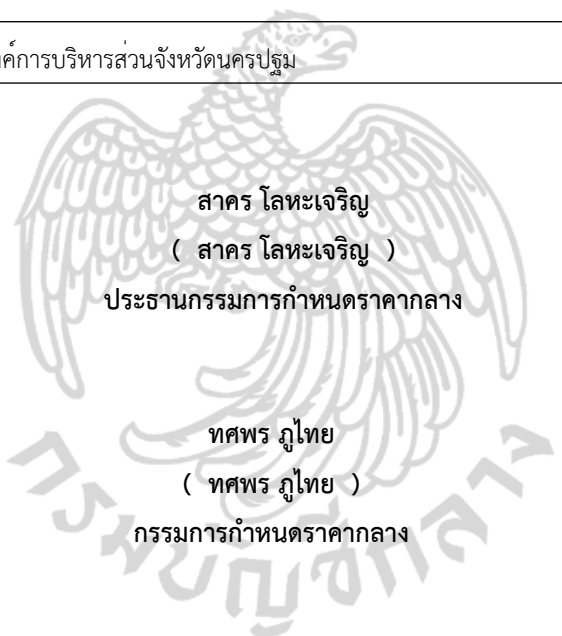 ค์การบริหารส่วนจังหวัดนครปฐม
สาคร โลหะเจริญ
( สาคร โลหะเจริญ )
ประธานกรรมการกำหนดราคากลาง
ทศพร ภูไทย
( ทศพร ภูไทย )
กรรมการกำหนดราคากลาง
กรมบัญชีกลาง